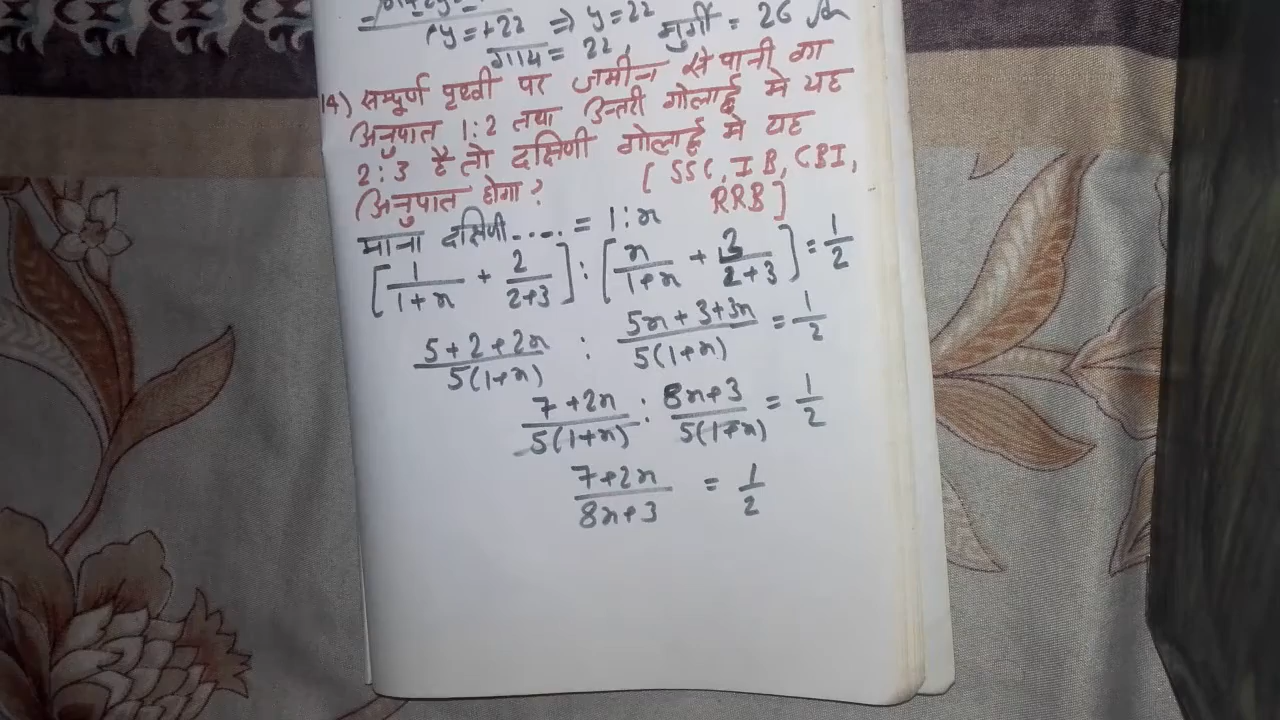 y = +22 ⇒ y = 22
गाय = 22, मुर्गी = 26
14) सम्पूर्ण पृथ्वी पर जमीन से पानी का
अनुपात 1:2 तथा उत्तरी गोलार्द्ध मे यह
2:3 है तो दक्षिणी गोलार्द्ध मे यह
अनुपात होगा? [SSC, IB, CBI,
RRB]
माना दक्षिणी.... = 1:x
[1/(1+x) + 2/(2+3)] : [x/(1+x) + 3/(2+3)] = 1/2
(5+2+2x)/(5(1+x)) : (5x+3+3x)/(5(1+x)) = 1/2
(7+2x)/(5(1+x)) : (8x+3)/(5(1+x)) = 1/2
(7+2x)/(8x+3) = 1/2